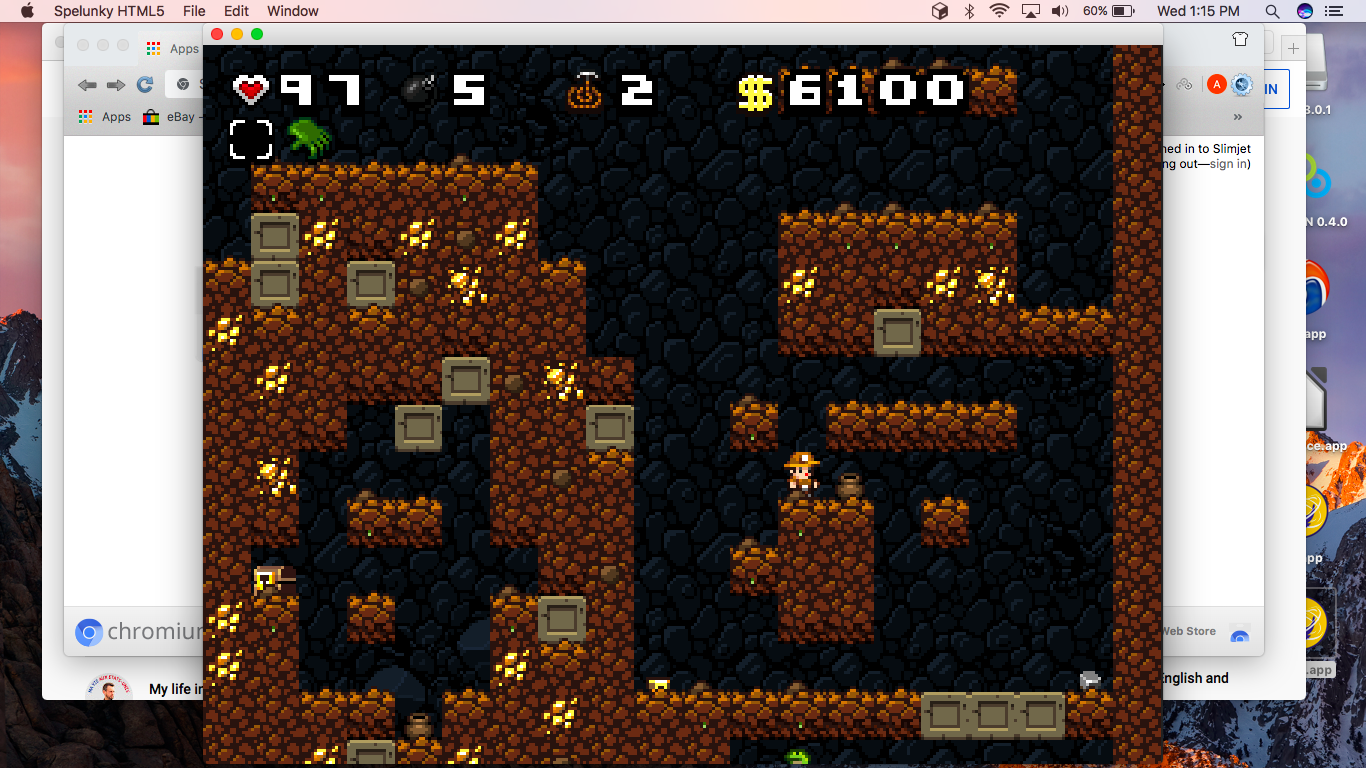 Spelunky HTML5 File Edit Window 60% Wed 1:15 PM
Apps
97 5 2 $6100
A
IN
Apps eBay
3.0.1
ned in to Slimjet
ng out—sign in)
N 0.4.0
app
ce.app
app
chromium
Web Store
.app
My life in
English and